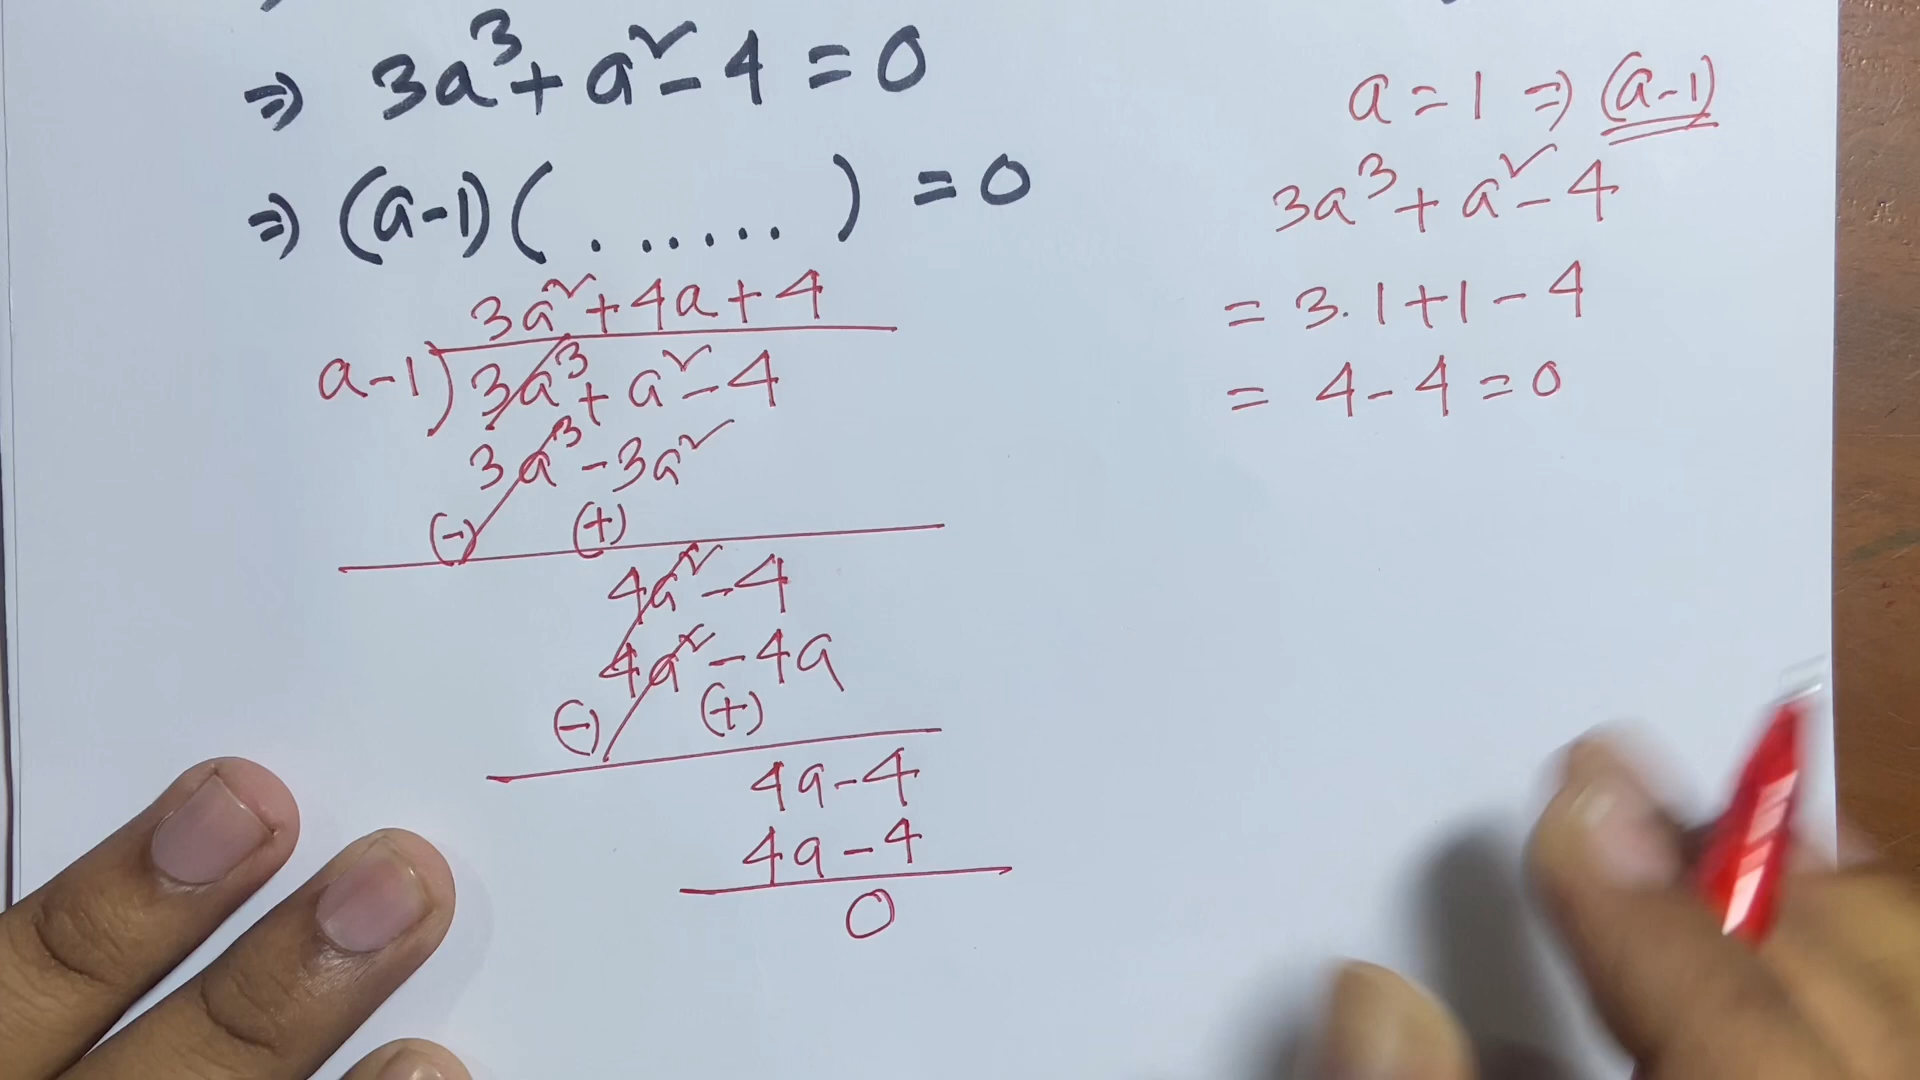 ⇒ 3a³ + a² - 4 = 0
⇒ (a-1)( ...... ) = 0
3a² + 4a + 4
a-1) 3a³ + a² - 4
3a³ - 3a²
(-) (+)
4a² - 4
4a² - 4a
(-) (+)
4a - 4
4a - 4
0
a = 1 ⇒ (a-1)
3a³ + a² - 4
= 3.1 + 1 - 4
= 4 - 4 = 0